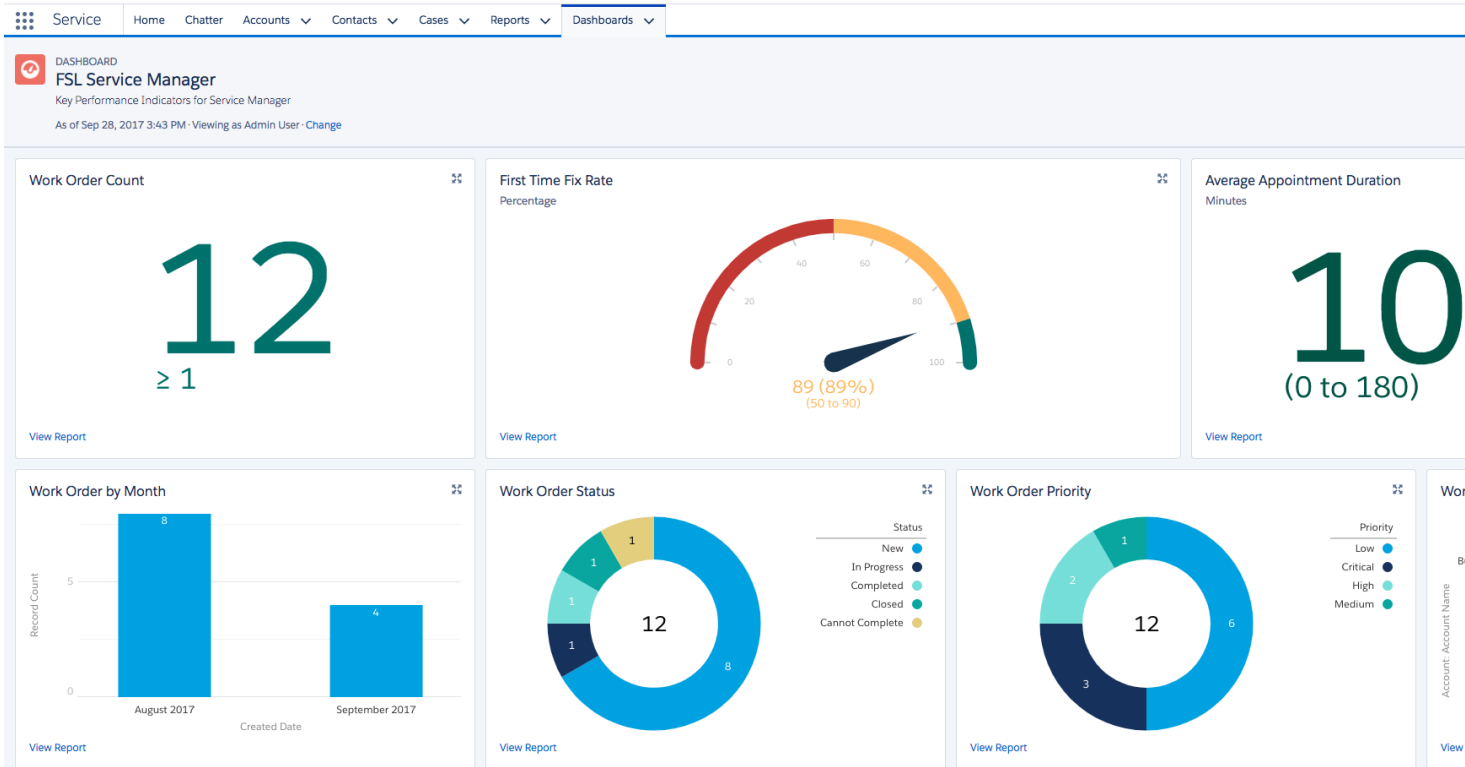 Service Home Chatter Accounts Contacts Cases Reports Dashboards
DASHBOARD
FSL Service Manager
Key Performance Indicators for Service Manager
As of Sep 28, 2017 3:43 PM · Viewing as Admin User · Change
Work Order Count
12
≥ 1
View Report
First Time Fix Rate
Percentage
0
20
40
60
80
100
89 (89%)
(50 to 90)
View Report
Average Appointment Duration
Minutes
10
(0 to 180)
View Report
Work Order by Month
Record Count
5
0
8
4
August 2017 September 2017
Created Date
View Report
Work Order Status
1
1
1
1
8
12
Status
New
In Progress
Completed
Closed
Cannot Complete
View Report
Work Order Priority
1
2
3
6
12
Priority
Low
Critical
High
Medium
View Report
Account: Account Name
View